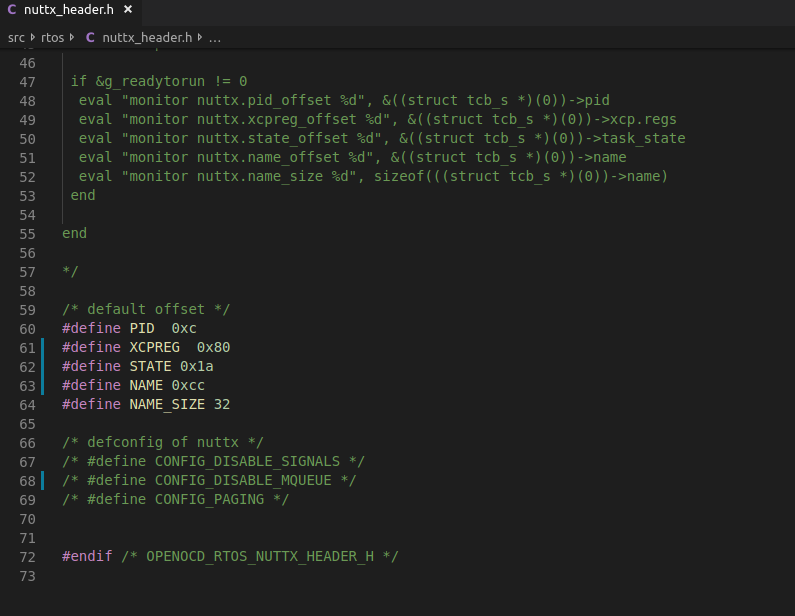 C nuttx_header.h ×
src rtos C nuttx_header.h ...
46
47 if &g_readytorun != 0
48 eval "monitor nuttx.pid_offset %d", &((struct tcb_s *)(0))->pid
49 eval "monitor nuttx.xcpreg_offset %d", &((struct tcb_s *)(0))->xcp.regs
50 eval "monitor nuttx.state_offset %d", &((struct tcb_s *)(0))->task_state
51 eval "monitor nuttx.name_offset %d", &((struct tcb_s *)(0))->name
52 eval "monitor nuttx.name_size %d", sizeof(((struct tcb_s *)(0))->name)
53 end
54
55 end
56
57 */
58
59 /* default offset */
60 #define PID  0xc
61 #define XCPREG  0x80
62 #define STATE 0x1a
63 #define NAME 0xcc
64 #define NAME_SIZE 32
65
66 /* defconfig of nuttx */
67 /* #define CONFIG_DISABLE_SIGNALS */
68 /* #define CONFIG_DISABLE_MQUEUE */
69 /* #define CONFIG_PAGING */
70
71
72 #endif /* OPENOCD_RTOS_NUTTX_HEADER_H */
73